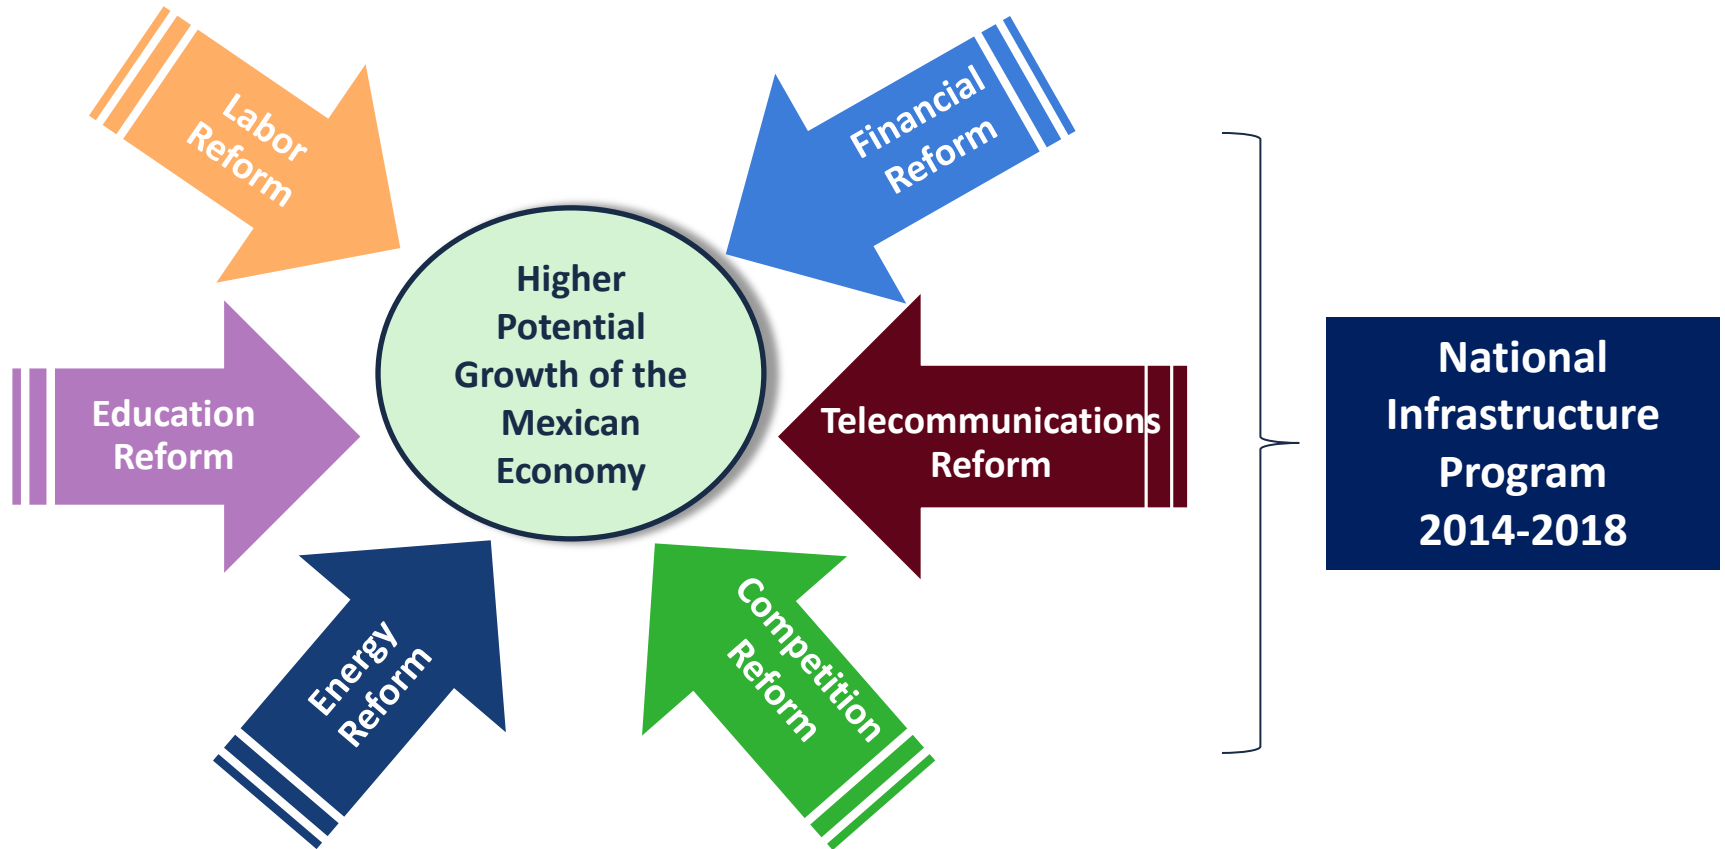 Labor
Reform
Financial
Reform
Higher
Potential
Growth of the
Mexican
Economy
Education
Reform
Telecommunications
Reform
Energy
Reform
Competition
Reform
National
Infrastructure
Program
2014-2018